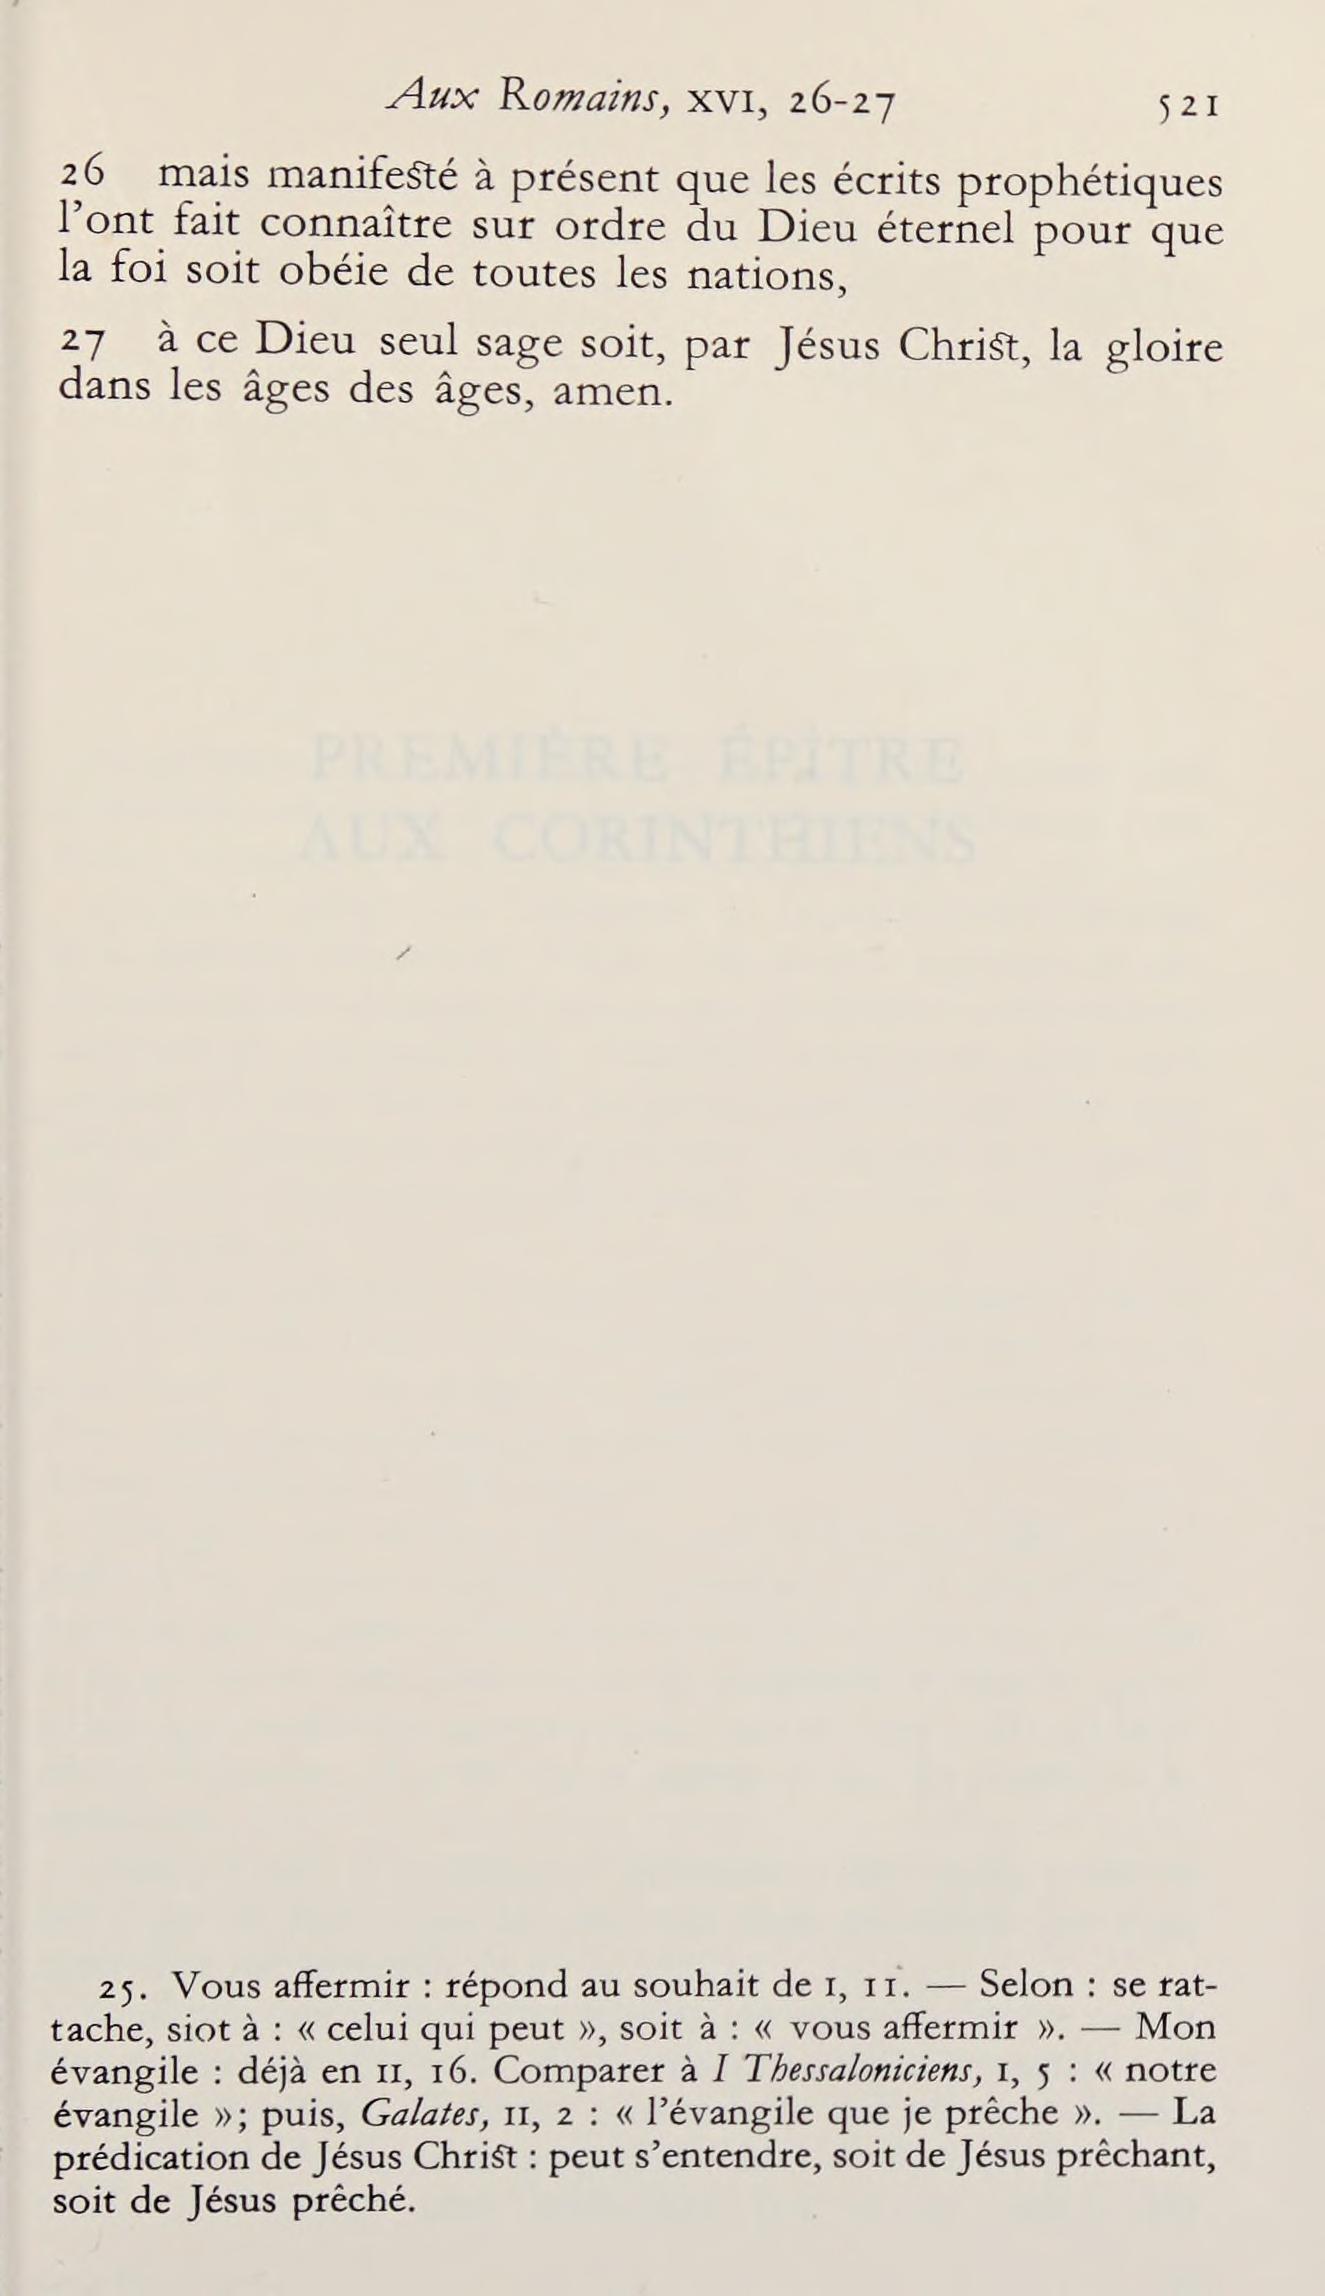 Aux Romains, XVI, 26-27 521
26 mais manifesté à présent que les écrits prophétiques
l'ont fait connaître sur ordre du Dieu éternel pour que
la foi soit obéie de toutes les nations,
27 à ce Dieu seul sage soit, par Jésus Christ, la gloire
dans les âges des âges, amen.
PREMIÈRE ÉPÎTRE
AUX CORINTHIENS
25. Vous affermir : répond au souhait de I, 11. — Selon : se rat-
tache, siot à : « celui qui peut », soit à : « vous affermir ». — Mon
évangile : déjà en II, 16. Comparer à I Thessaloniciens, I, 5 : « notre
évangile »; puis, Galates, II, 2 : « l'évangile que je prêche ». — La
prédication de Jésus Christ : peut s'entendre, soit de Jésus prêchant,
soit de Jésus prêché.